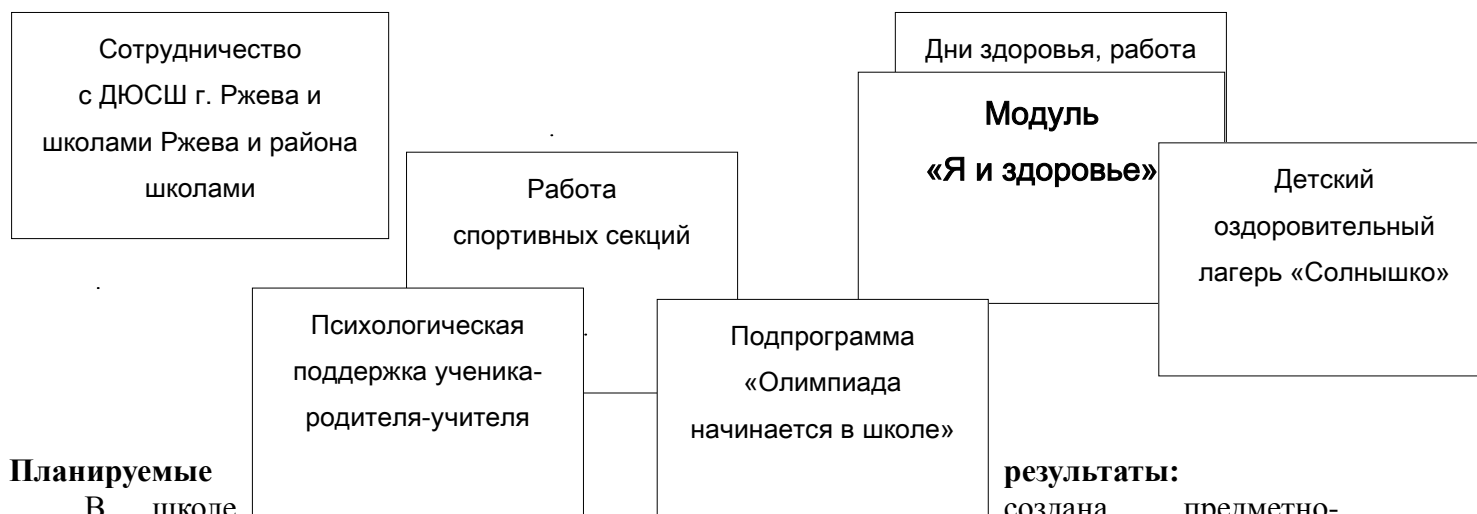 Сотрудничество
с ДЮСШ г. Ржева и
школами Ржева и района
школами
Дни здоровья, работа
Модуль
«Я и здоровье»
Работа
спортивных секций
Детский
оздоровительный
лагерь «Солнышко»
Психологическая
поддержка ученика-
родителя-учителя
Подпрограмма
«Олимпиада
начинается в школе»
Планируемые результаты:
В школе создана предметно-